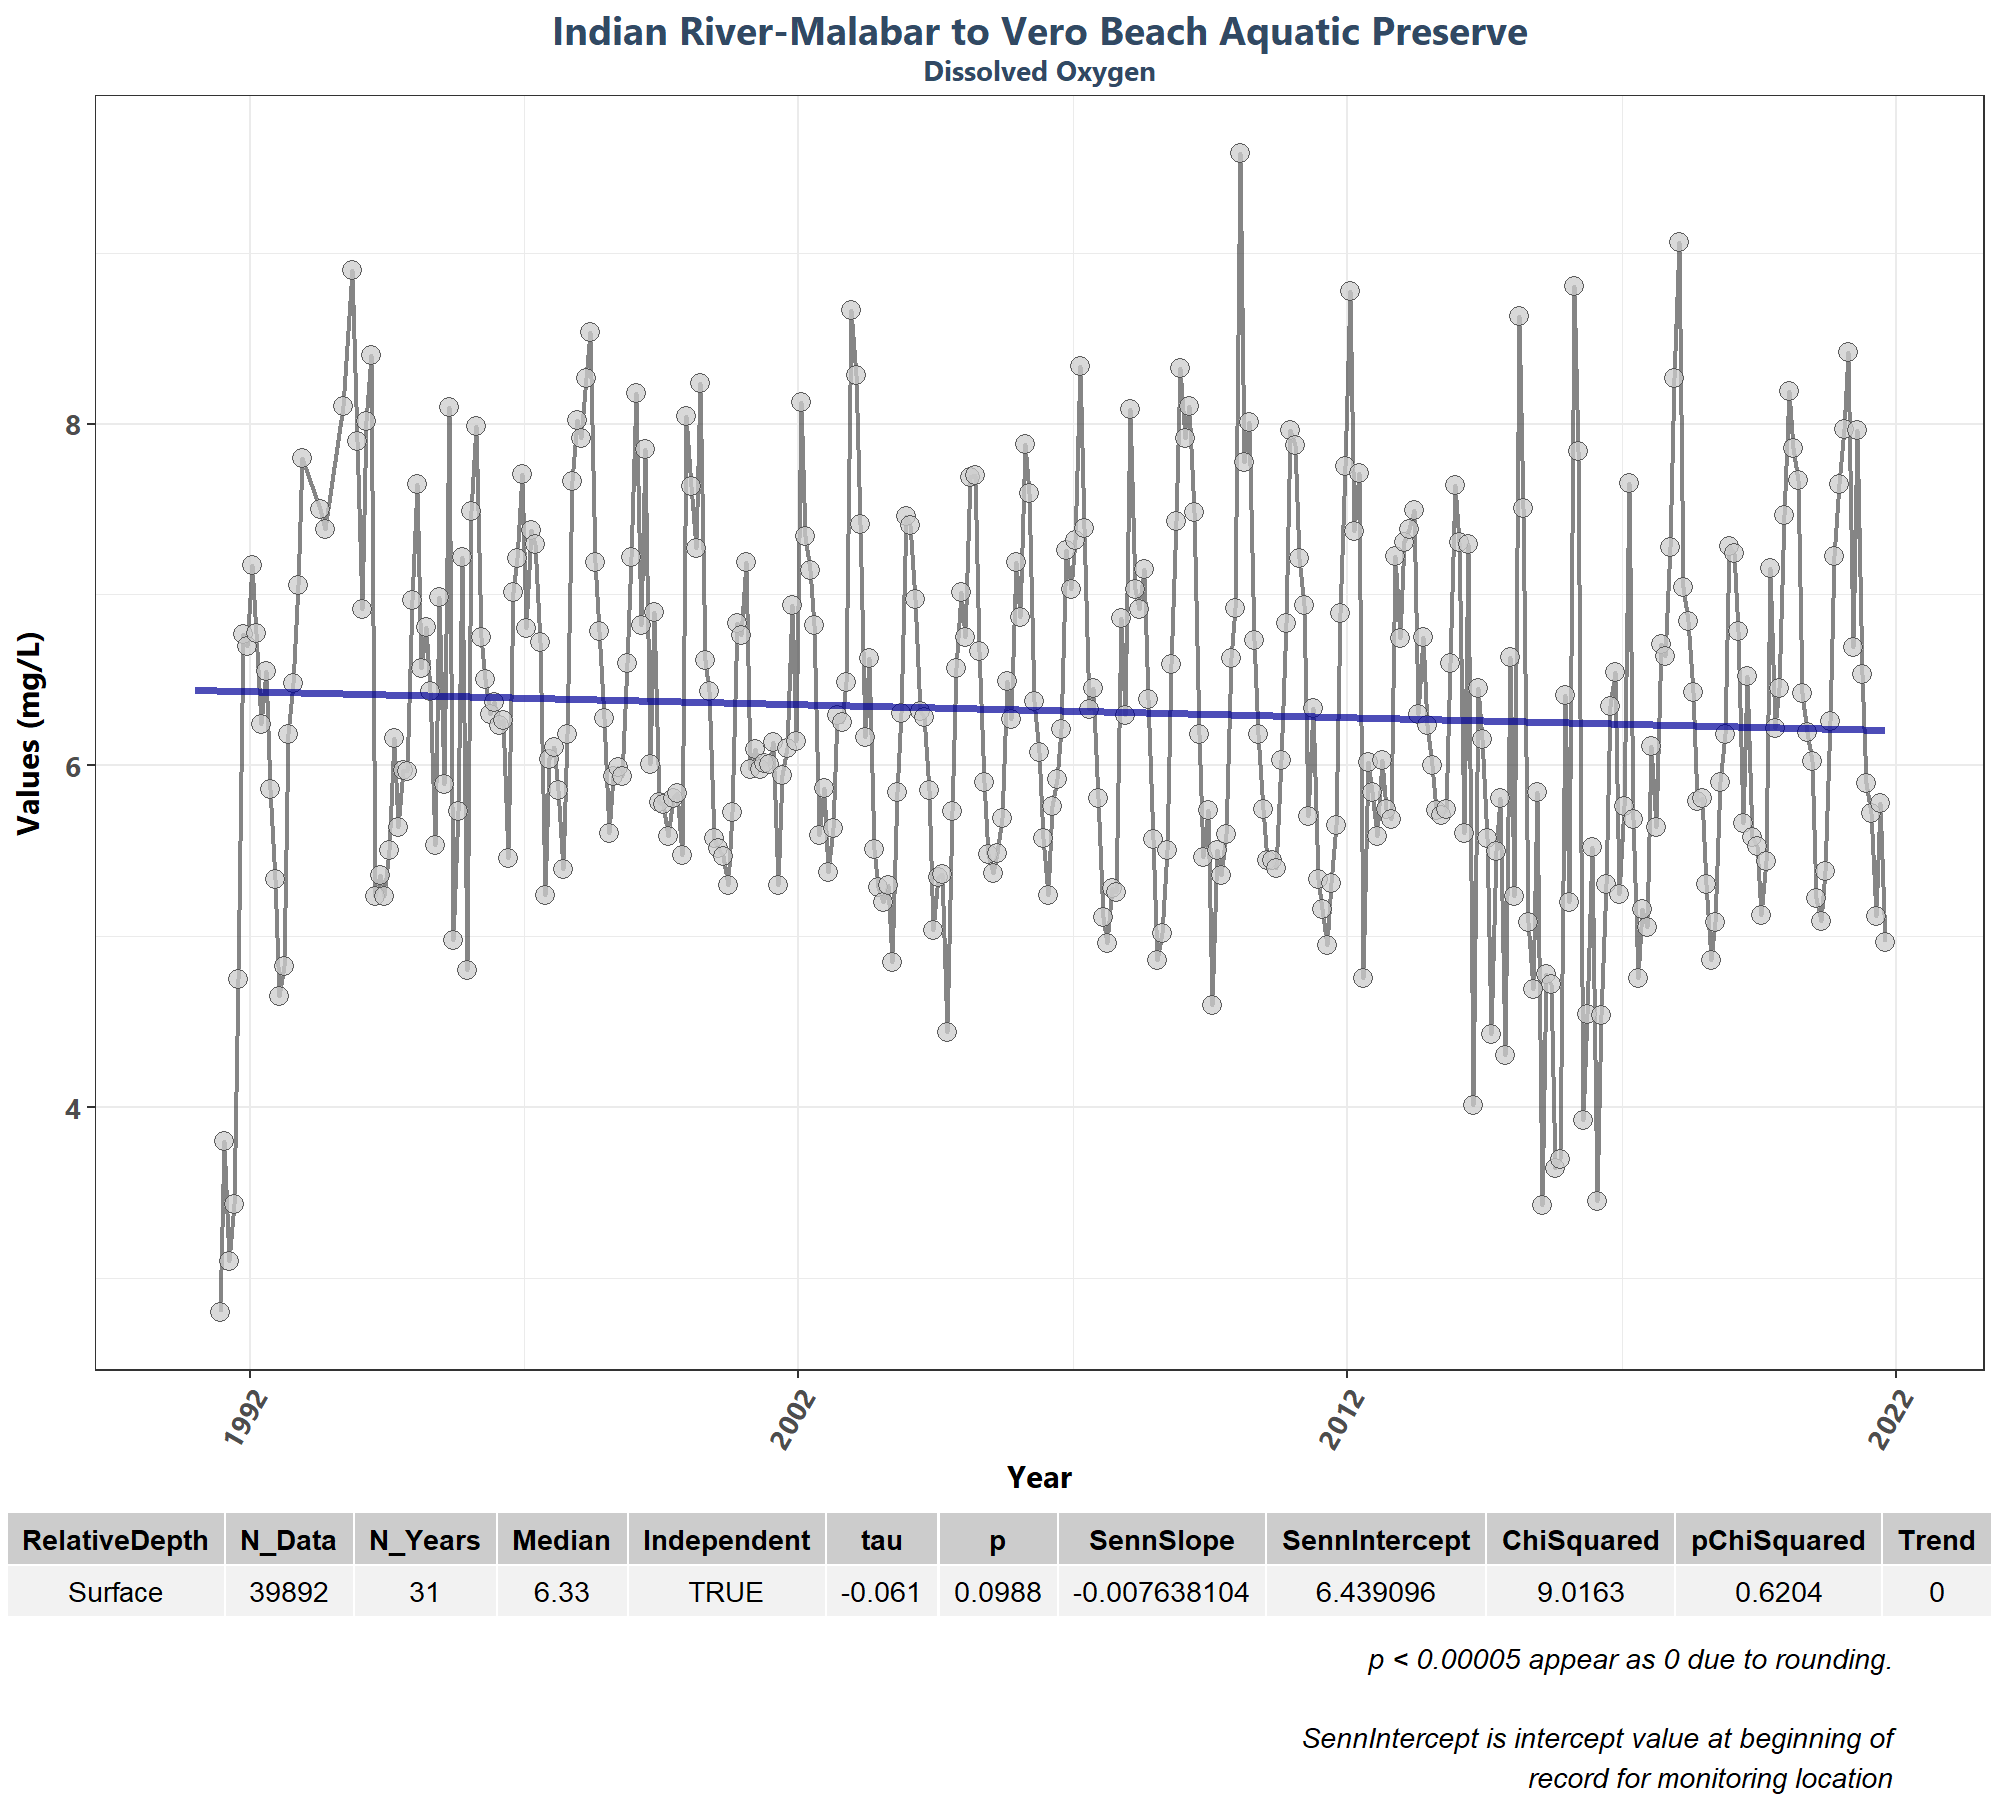 Indian River-Malabar to Vero Beach Aquatic Preserve
Dissolved Oxygen
Values (mg/L)
8
6
4
1992 2002 2012 2022
Year
RelativeDepth N_Data N_Years Median Independent tau p SennSlope SennIntercept ChiSquared pChiSquared Trend
Surface 39892 31 6.33 TRUE -0.061 0.0988 -0.007638104 6.439096 9.0163 0.6204 0
p < 0.00005 appear as 0 due to rounding.
SennIntercept is intercept value at beginning of
record for monitoring location